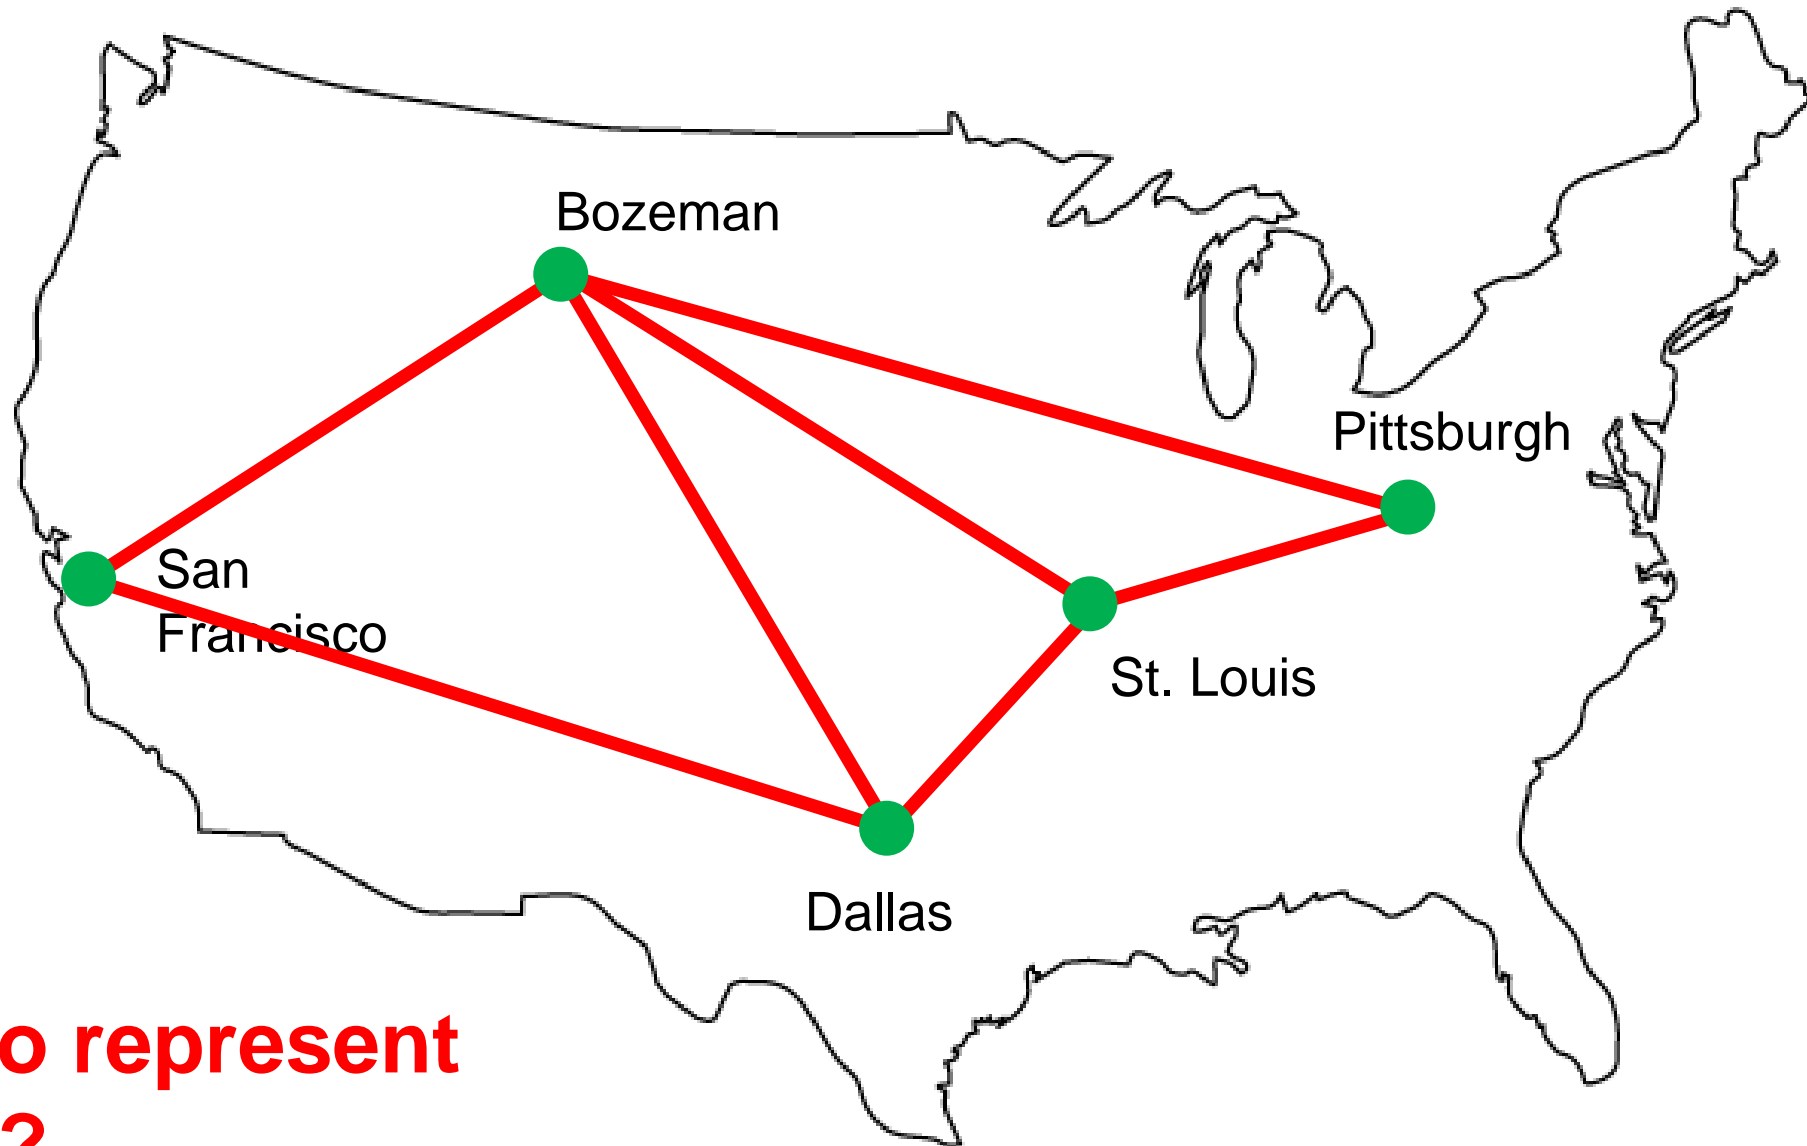 Bozeman
Pittsburgh
San
Francisco
St. Louis
Dallas
o represent
?